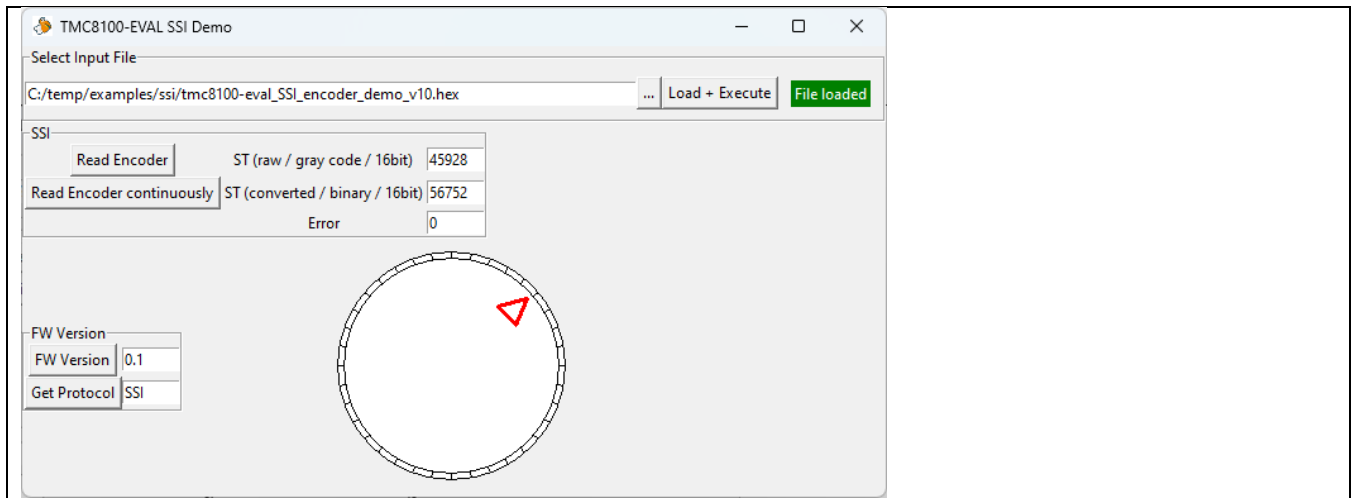 TMC8100-EVAL SSI Demo
Select Input File
C:/temp/examples/ssi/tmc8100-eval_SSI_encoder_demo_v10.hex ... Load + Execute File loaded
SSI
Read Encoder ST (raw / gray code / 16bit) 45928
Read Encoder continuously ST (converted / binary / 16bit) 56752
Error 0
FW Version
FW Version 0.1
Get Protocol SSI